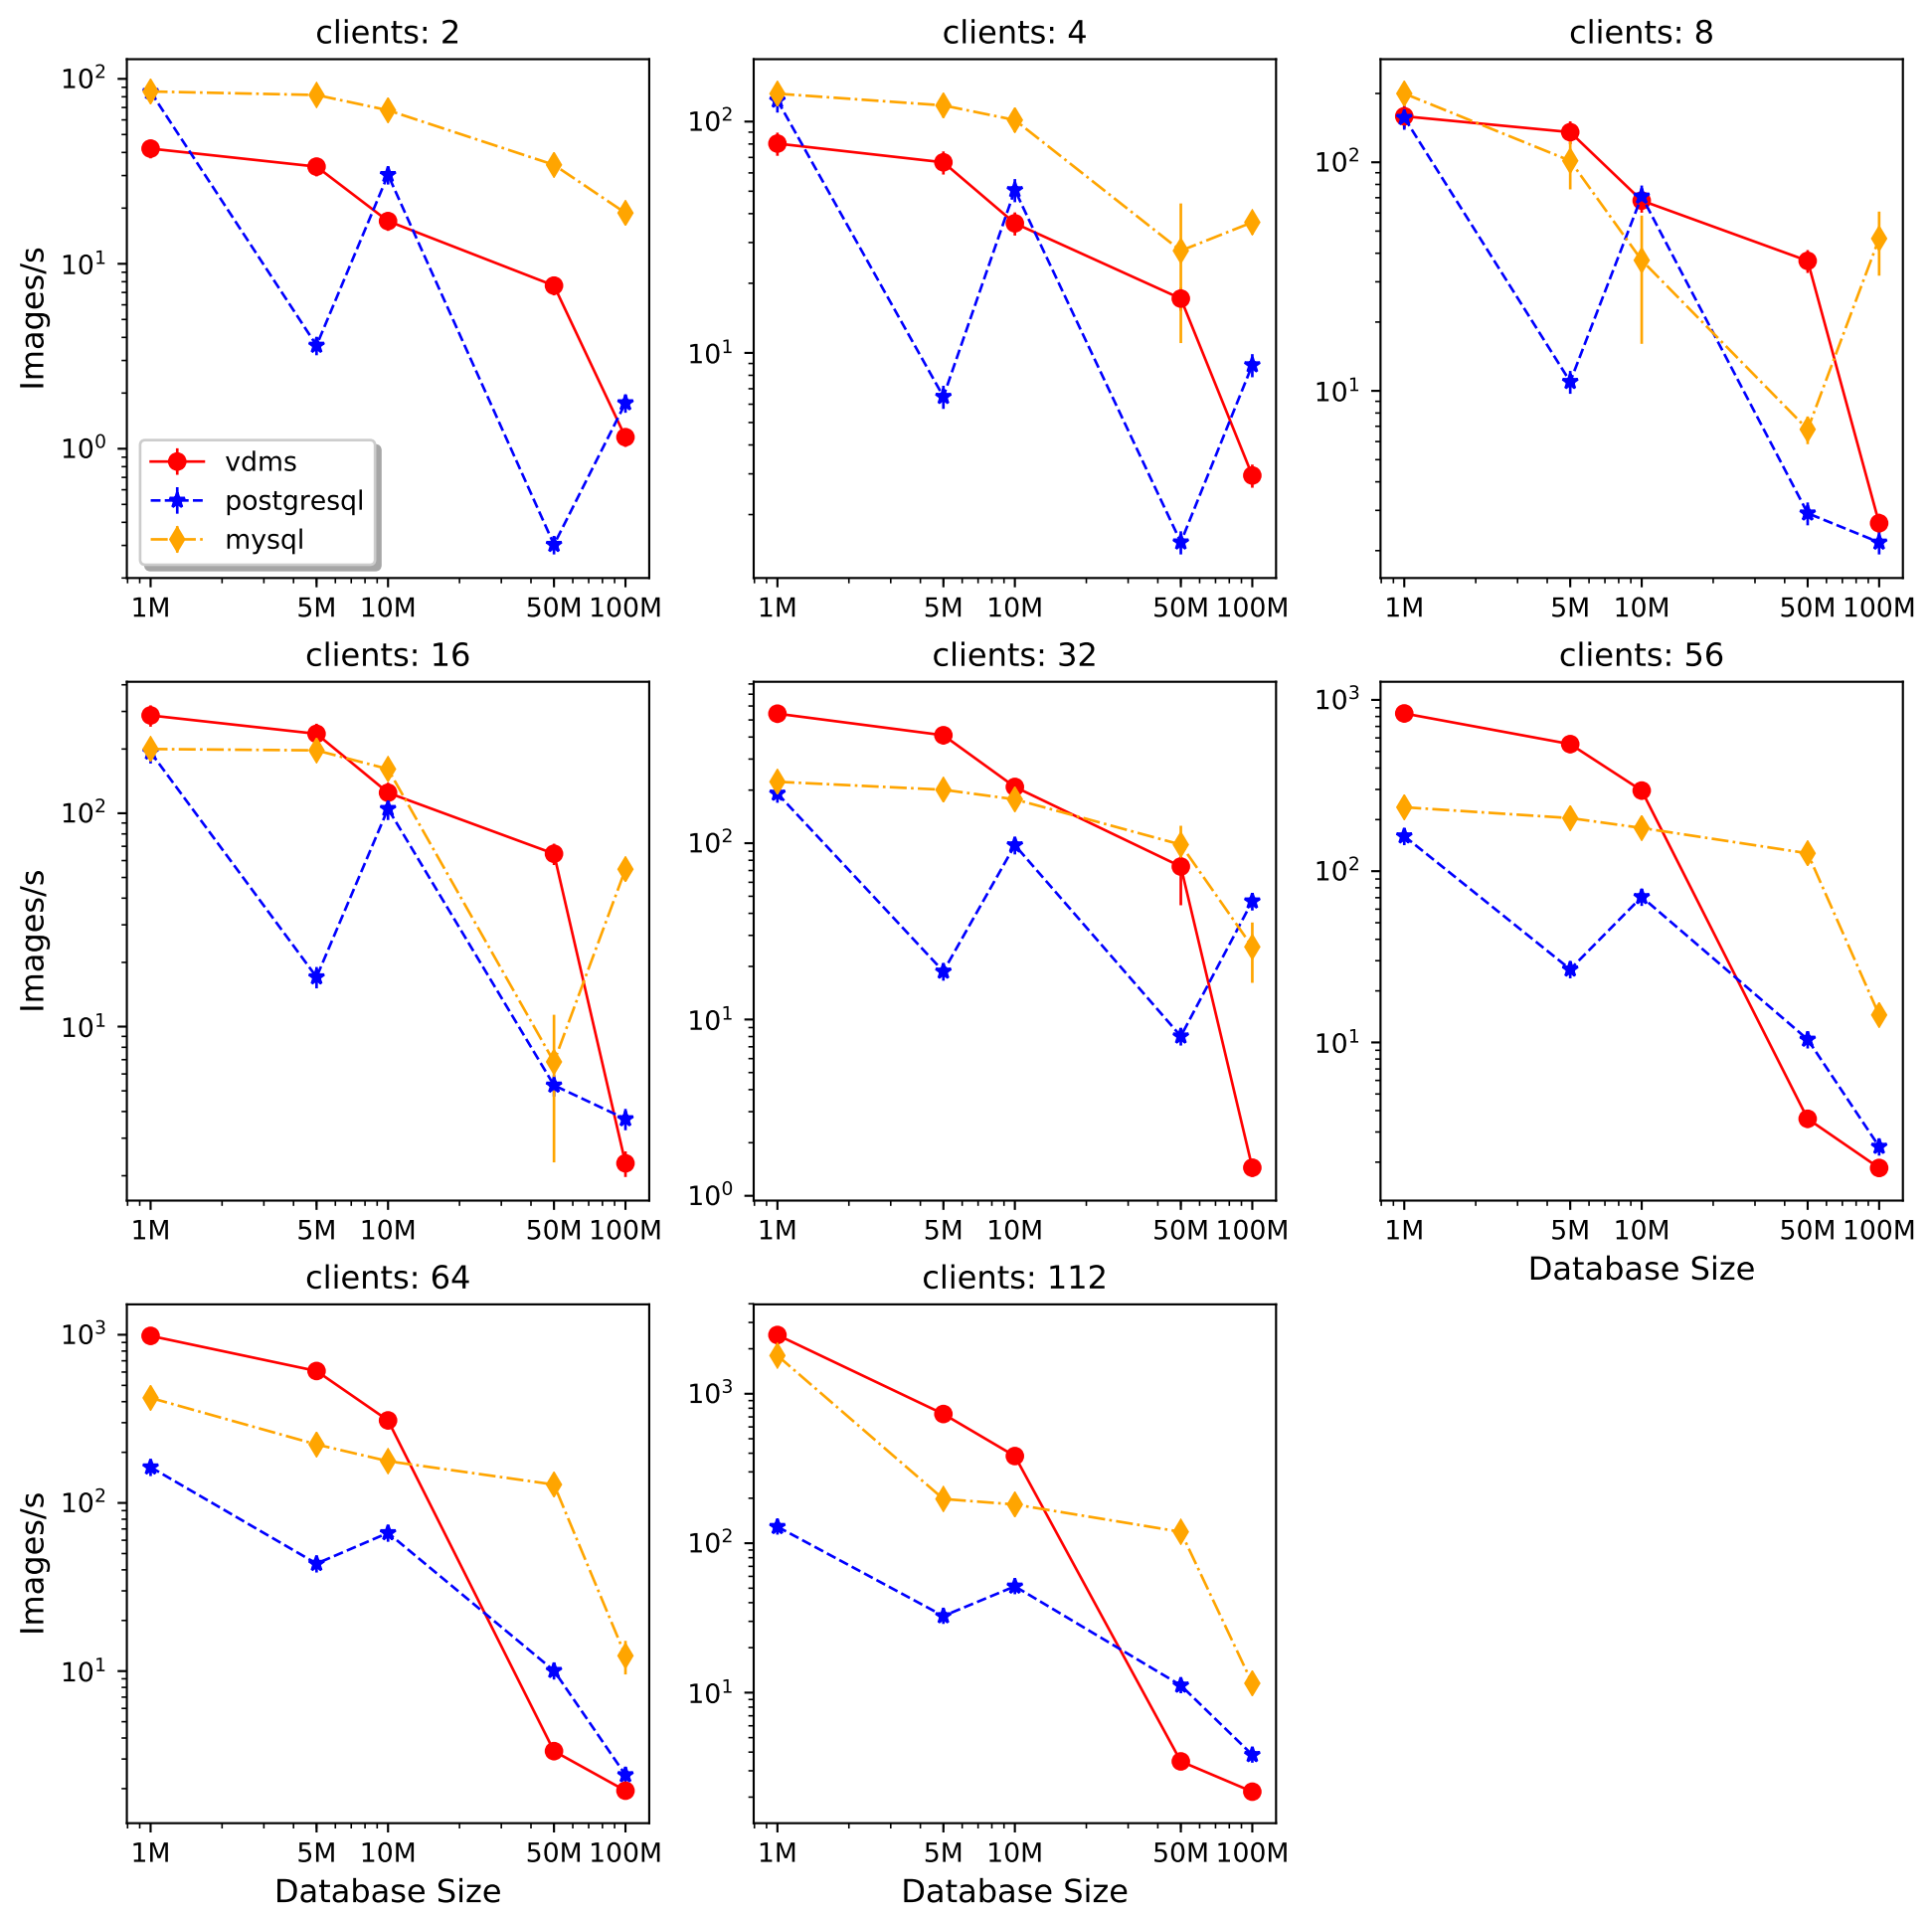 clients: 2
10²
10¹
10⁰
Images/s
vdms
postgresql
mysql
1M 5M 10M 50M 100M
clients: 4
10²
10¹
1M 5M 10M 50M 100M
clients: 8
10²
10¹
1M 5M 10M 50M 100M
clients: 16
10²
10¹
Images/s
1M 5M 10M 50M 100M
clients: 32
10²
10¹
10⁰
1M 5M 10M 50M 100M
clients: 56
10³
10²
10¹
1M 5M 10M 50M 100M
Database Size
clients: 64
10³
10²
10¹
Images/s
1M 5M 10M 50M 100M
Database Size
clients: 112
10³
10²
10¹
1M 5M 10M 50M 100M
Database Size